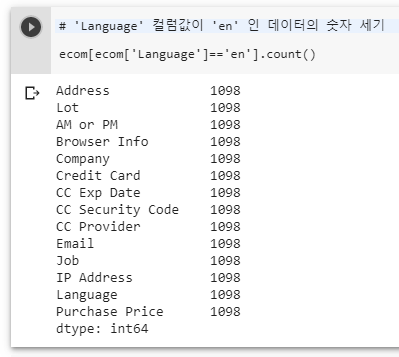 # 'Language' 컬럼값이 'en' 인 데이터의 숫자 세기
ecom[ecom['Language']=='en'].count()
Address 1098
Lot 1098
AM or PM 1098
Browser Info 1098
Company 1098
Credit Card 1098
CC Exp Date 1098
CC Security Code 1098
CC Provider 1098
Email 1098
Job 1098
IP Address 1098
Language 1098
Purchase Price 1098
dtype: int64